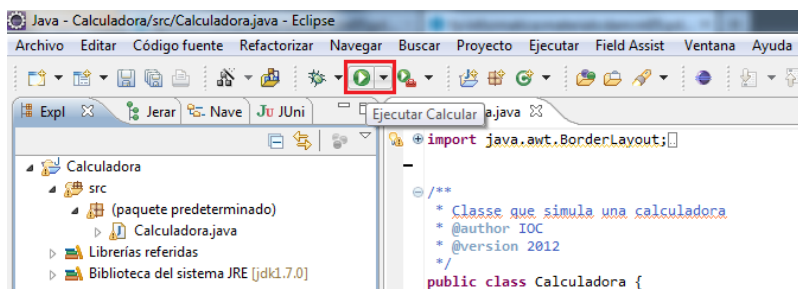 Java - Calculadora/src/Calculadora.java - Eclipse
Archivo Editar Código fuente Refactorizar Navegar Buscar Proyecto Ejecutar Field Assist Ventana Ayuda
Expl Jerar Nave JUni a.java
Ejecutar Calcular
import java.awt.BorderLayout;
Calculadora
src
/**
(paquete predeterminado)
* Classe que simula una calculadora
Calculadora.java
* @author IOC
Librerías referidas
* @version 2012
Biblioteca del sistema JRE [jdk1.7.0]
*/
public class Calculadora {